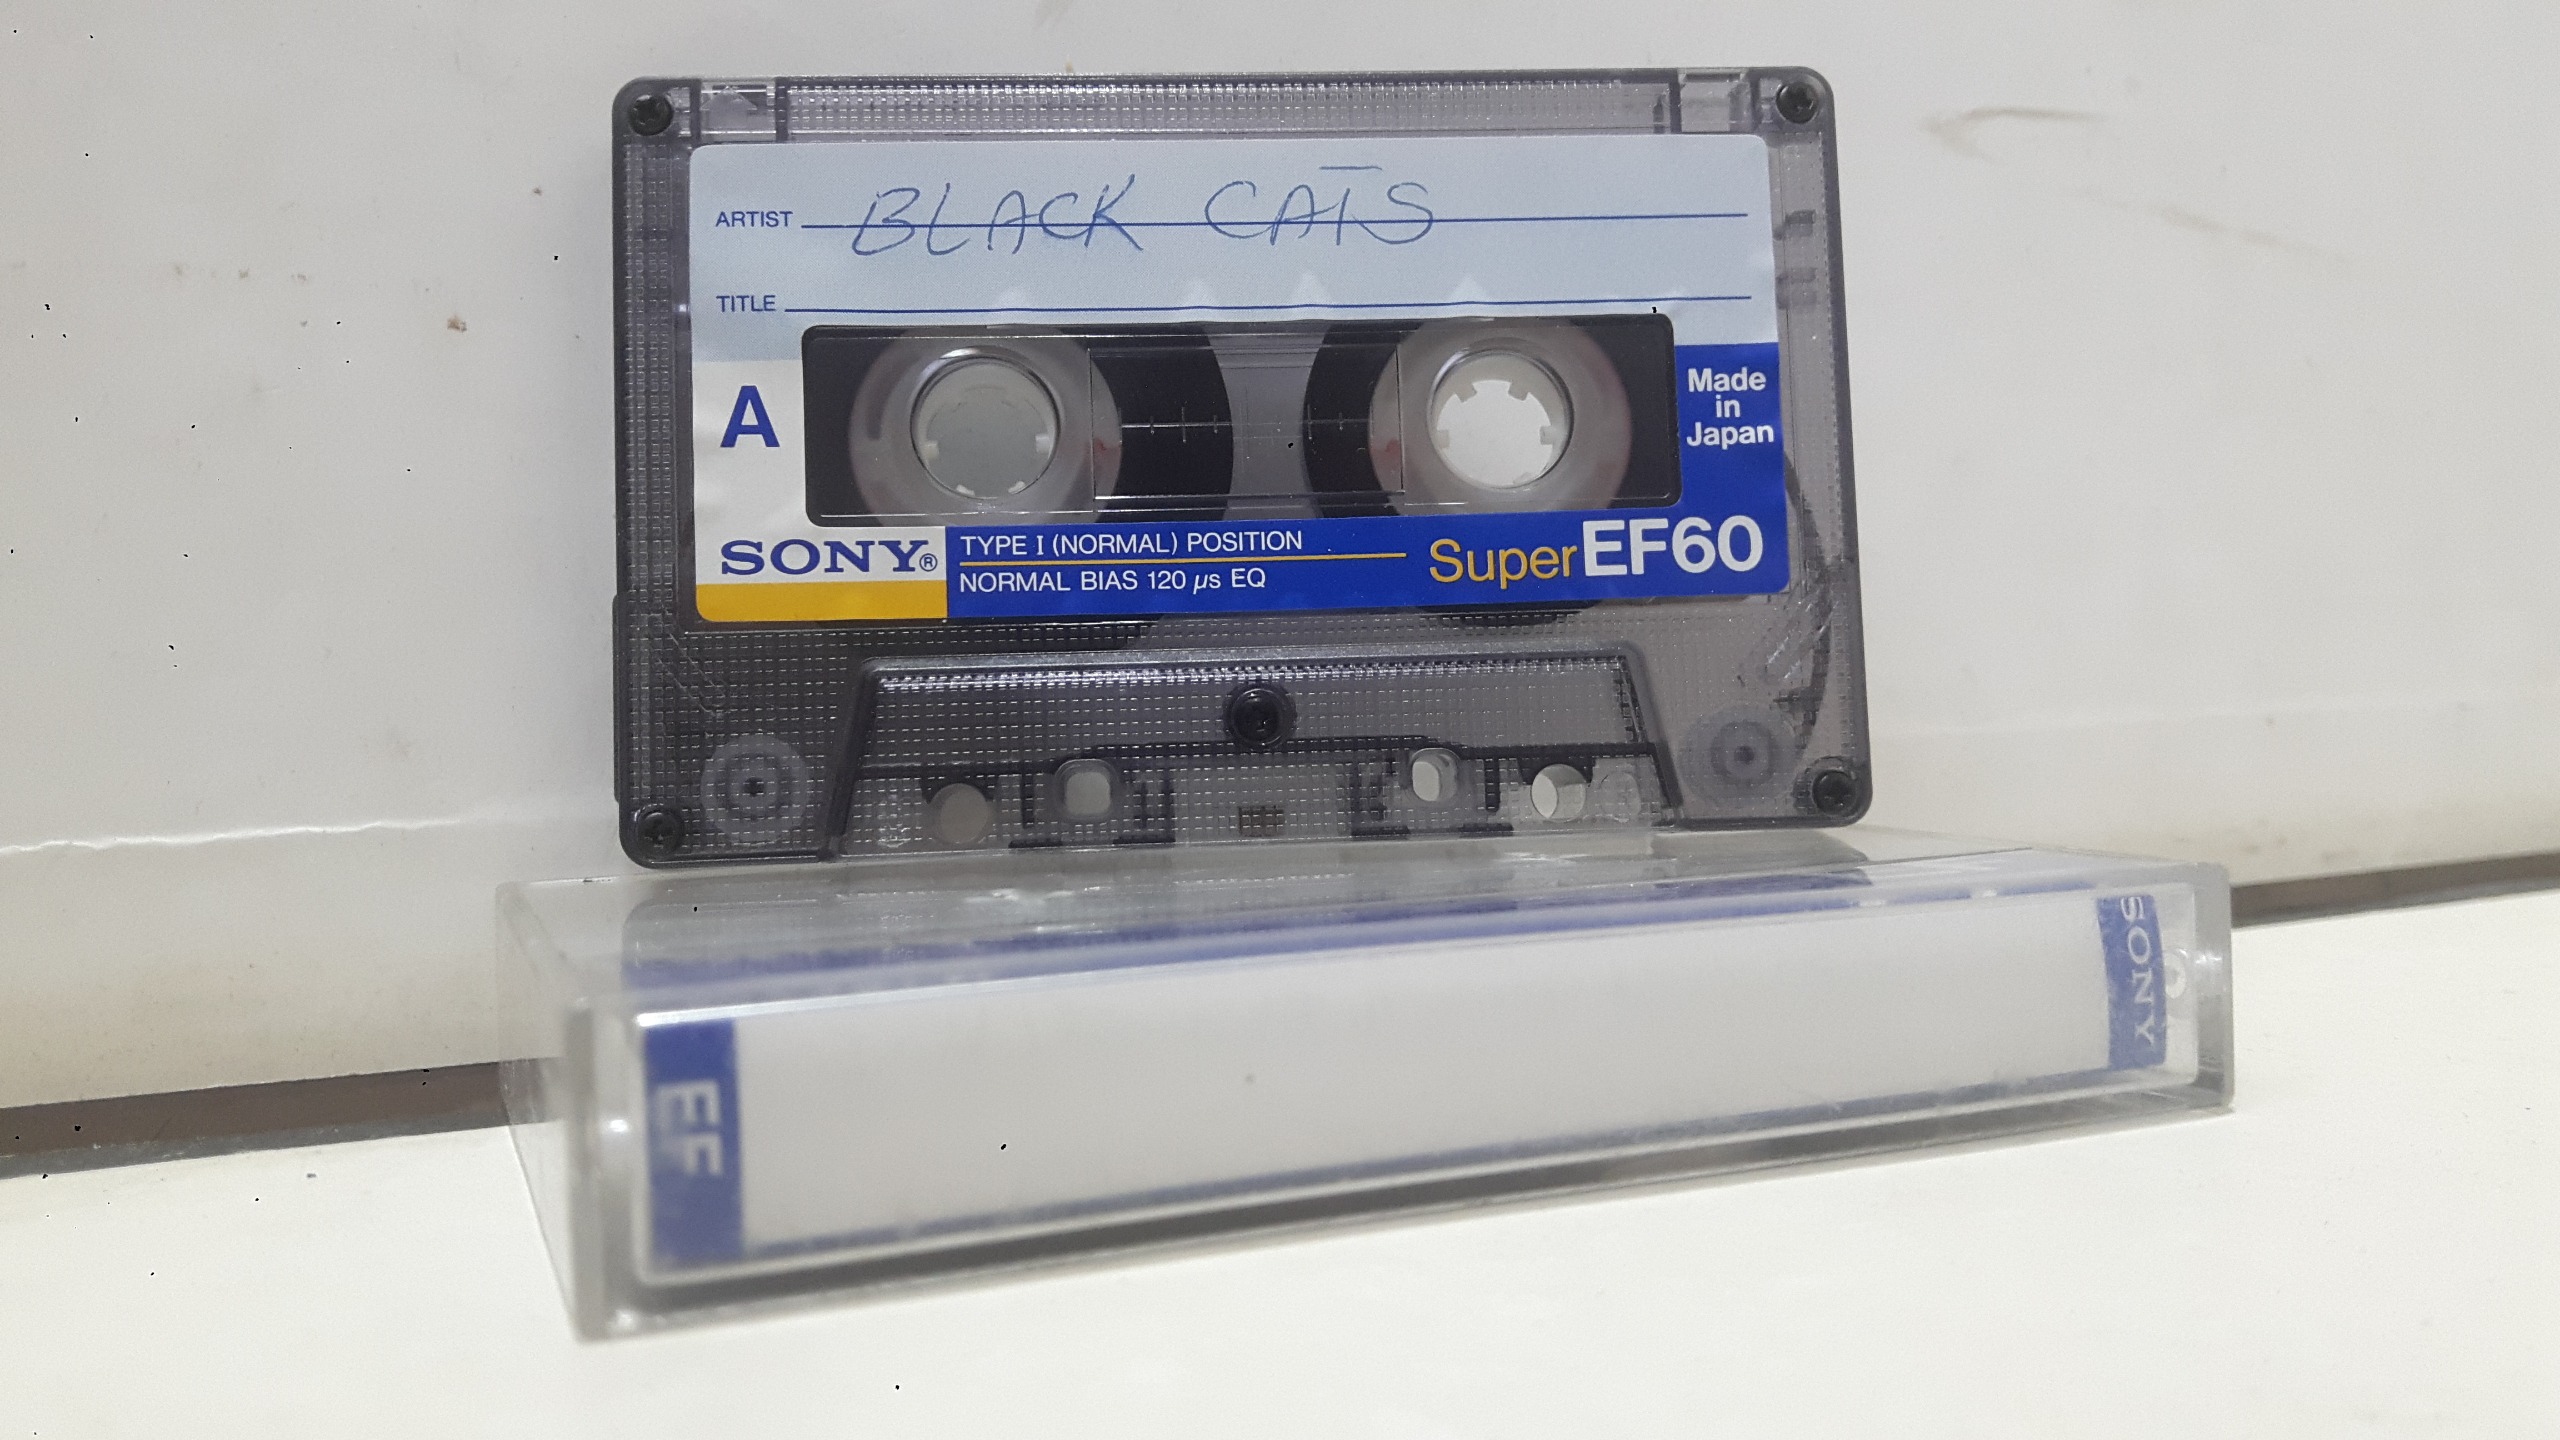 ARTIST BLACK CATS
TITLE
A
Made
in
Japan
SONY®
TYPE I (NORMAL) POSITION
NORMAL BIAS 120 µs EQ
Super EF60
SONY
EF